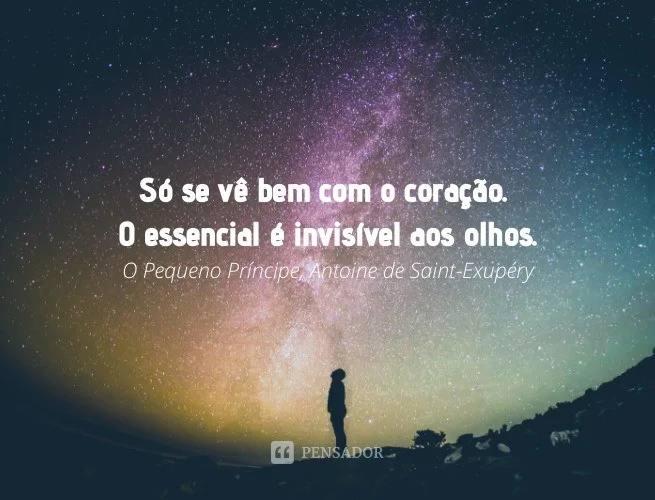 Só se vê bem com o coração.
O essencial é invisível aos olhos.
O Pequeno Príncipe, Antoine de Saint-Exupéry
PENSADOR